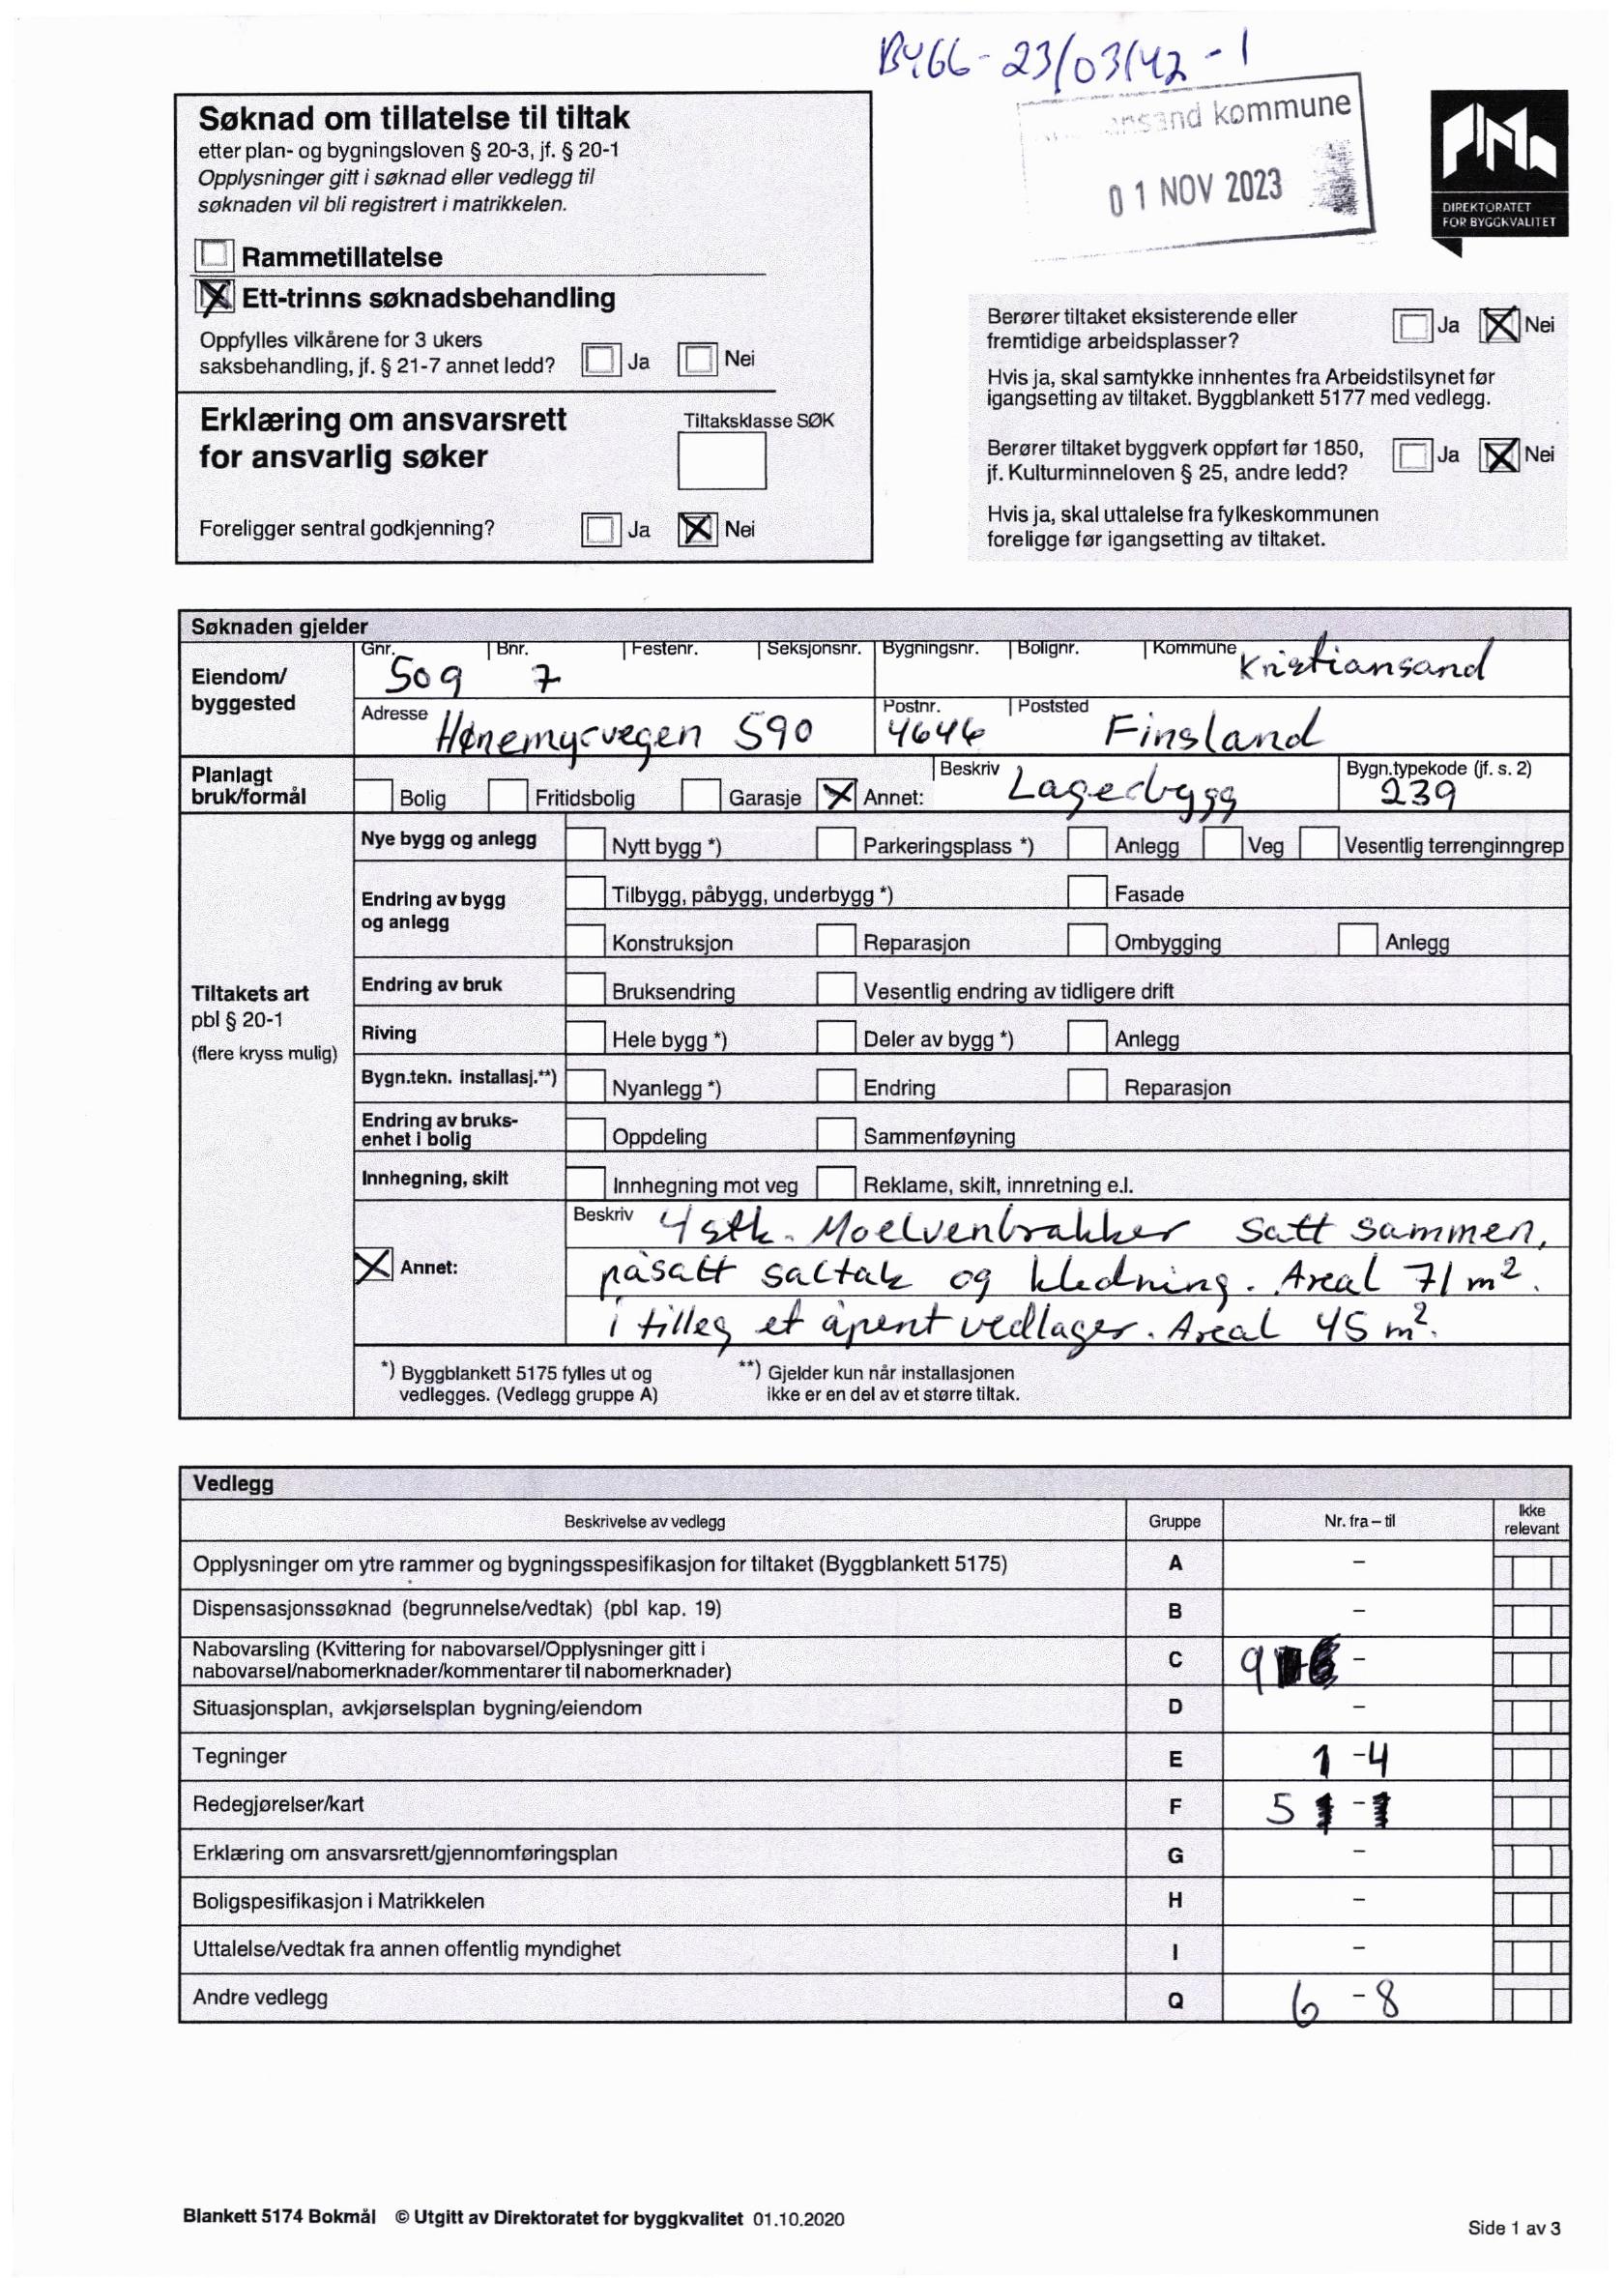 BYGG-23/03142-1
Søknad om tillatelse til tiltak
etter plan- og bygningsloven § 20-3, jf. § 20-1
Opplysninger gitt i søknad eller vedlegg til
søknaden vil bli registrert i matrikkelen.
Rammetillatelse
Ett-trinns søknadsbehandling
Oppfylles vilkårene for 3 ukers
saksbehandling, jf. § 21-7 annet ledd? Ja Nei
Erklæring om ansvarsrett
for ansvarlig søker
Tiltaksklasse SØK
Foreligger sentral godkjenning? Ja Nei
kommune
01 NOV 2023
DIREKTORATET
FOR BYGGKVALITET
Berører tiltaket eksisterende eller
fremtidige arbeidsplasser? Ja Nei
Hvis ja, skal samtykke innhentes fra Arbeidstilsynet før
igangsetting av tiltaket. Byggblankett 5177 med vedlegg.
Berører tiltaket byggverk oppført før 1850,
jf. Kulturminneloven § 25, andre ledd? Ja Nei
Hvis ja, skal uttalelse fra fylkeskommunen
foreligge før igangsetting av tiltaket.
Søknaden gjelder
Eiendom/
byggested
Gnr. Bnr. Festenr. Seksjonsnr. Bygningsnr. Bolignr. Kommune
509 7 Kristiansand
Adresse Postnr. Poststed
Hønemyrvegen 590 4646 Finsland
Planlagt
bruk/formål
Bolig Fritidsbolig Garasje Annet: Beskriv Lagerbygg Bygn.typekode (jf. s. 2)
239
Tiltakets art
pbl § 20-1
(flere kryss mulig)
Nye bygg og anlegg Nytt bygg *) Parkeringsplass *) Anlegg Veg Vesentlig terrenginngrep
Endring av bygg
og anlegg
Tilbygg, påbygg, underbygg *) Fasade
Konstruksjon Reparasjon Ombygging Anlegg
Endring av bruk Bruksendring Vesentlig endring av tidligere drift
Riving Hele bygg *) Deler av bygg *) Anlegg
Bygn.tekn. installasj.**) Nyanlegg *) Endring Reparasjon
Endring av bruks-
enhet i bolig Oppdeling Sammenføyning
Innhegning, skilt Innhegning mot veg Reklame, skilt, innretning e.l.
Annet:
Beskriv 4 stk. Moelvenbrakker satt sammen,
påsatt saltak og kledning. Areal 71 m².
i tilleg et åpent vedlager. Areal 45 m².
*) Byggblankett 5175 fylles ut og
vedlegges. (Vedlegg gruppe A)
**) Gjelder kun når installasjonen
ikke er en del av et større tiltak.
Vedlegg
Beskrivelse av vedlegg Gruppe Nr. fra – til Ikke
relevant
Opplysninger om ytre rammer og bygningsspesifikasjon for tiltaket (Byggblankett 5175) A –
Dispensasjonssøknad (begrunnelse/vedtak) (pbl kap. 19) B –
Nabovarsling (Kvittering for nabovarsel/Opplysninger gitt i
nabovarsel/nabomerknader/kommentarer til nabomerknader) C 9 –
Situasjonsplan, avkjørselsplan bygning/eiendom D –
Tegninger E 1 – 4
Redegjørelser/kart F 5 –
Erklæring om ansvarsrett/gjennomføringsplan G –
Boligspesifikasjon i Matrikkelen H –
Uttalelse/vedtak fra annen offentlig myndighet I –
Andre vedlegg Q 6 – 8
Blankett 5174 Bokmål © Utgitt av Direktoratet for byggkvalitet 01.10.2020
Side 1 av 3